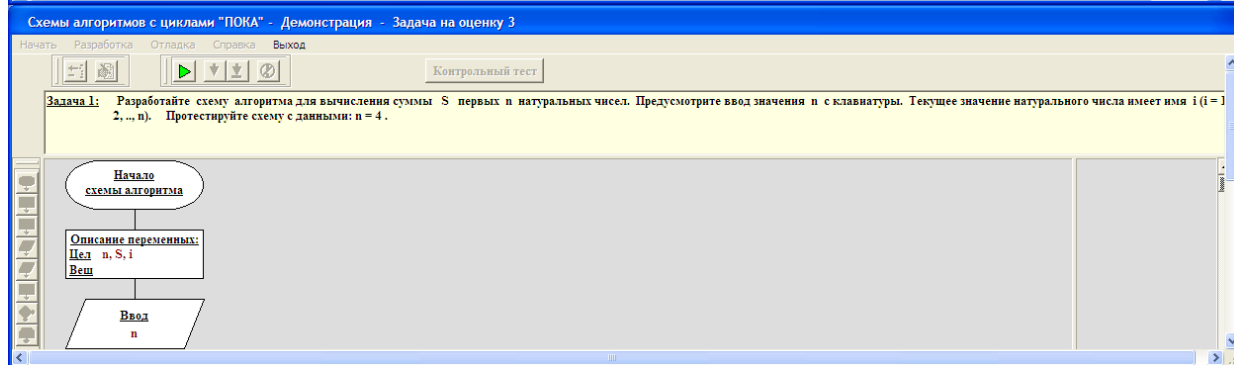 Схемы алгоритмов с циклами "ПОКА" - Демонстрация - Задача на оценку 3
Начать Разработка Отладка Справка Выход
Контрольный тест
Задача 1: Разработайте схему алгоритма для вычисления суммы S первых n натуральных чисел. Предусмотрите ввод значения n с клавиатуры. Текущее значение натурального числа имеет имя i (i = 1
2, .., n). Протестируйте схему с данными: n = 4 .
Начало
схемы алгоритма
Описание переменных:
Цел n, S, i
Вещ
Ввод
n